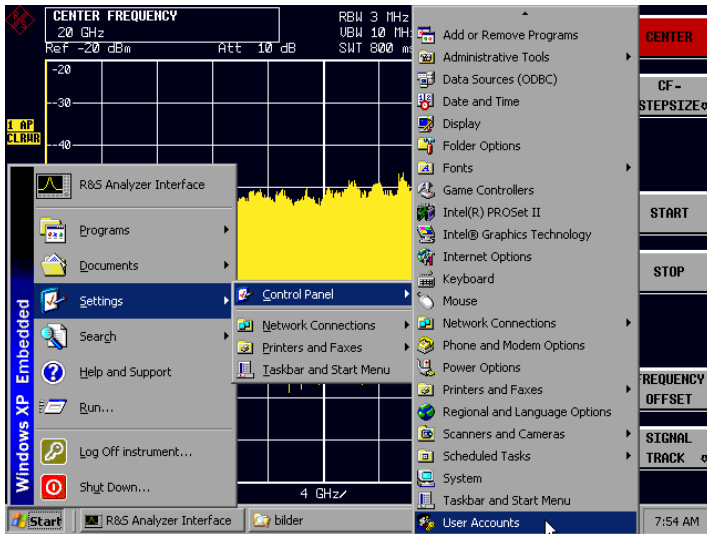 CENTER FREQUENCY
20 GHz
Ref -20 dBm
Att 10 dB
RBW 3 MHz
VBW 10 MH
SWT 800 ms
-20
-30
-40
1 AP
CLRWR
4 GHz/
R&S Analyzer Interface
Programs
Documents
Settings
Search
Help and Support
Run...
Log Off instrument...
Shut Down...
Windows XP Embedded
Control Panel
Network Connections
Printers and Faxes
Taskbar and Start Menu
Add or Remove Programs
Administrative Tools
Data Sources (ODBC)
Date and Time
Display
Folder Options
Fonts
Game Controllers
Intel(R) PROSet II
Intel® Graphics Technology
Internet Options
Keyboard
Mouse
Network Connections
Phone and Modem Options
Power Options
Printers and Faxes
Regional and Language Options
Scanners and Cameras
Scheduled Tasks
System
Taskbar and Start Menu
User Accounts
CENTER
CF-
STEPSIZE
START
STOP
FREQUENCY
OFFSET
SIGNAL
TRACK
Start
R&S Analyzer Interface
bilder
7:54 AM